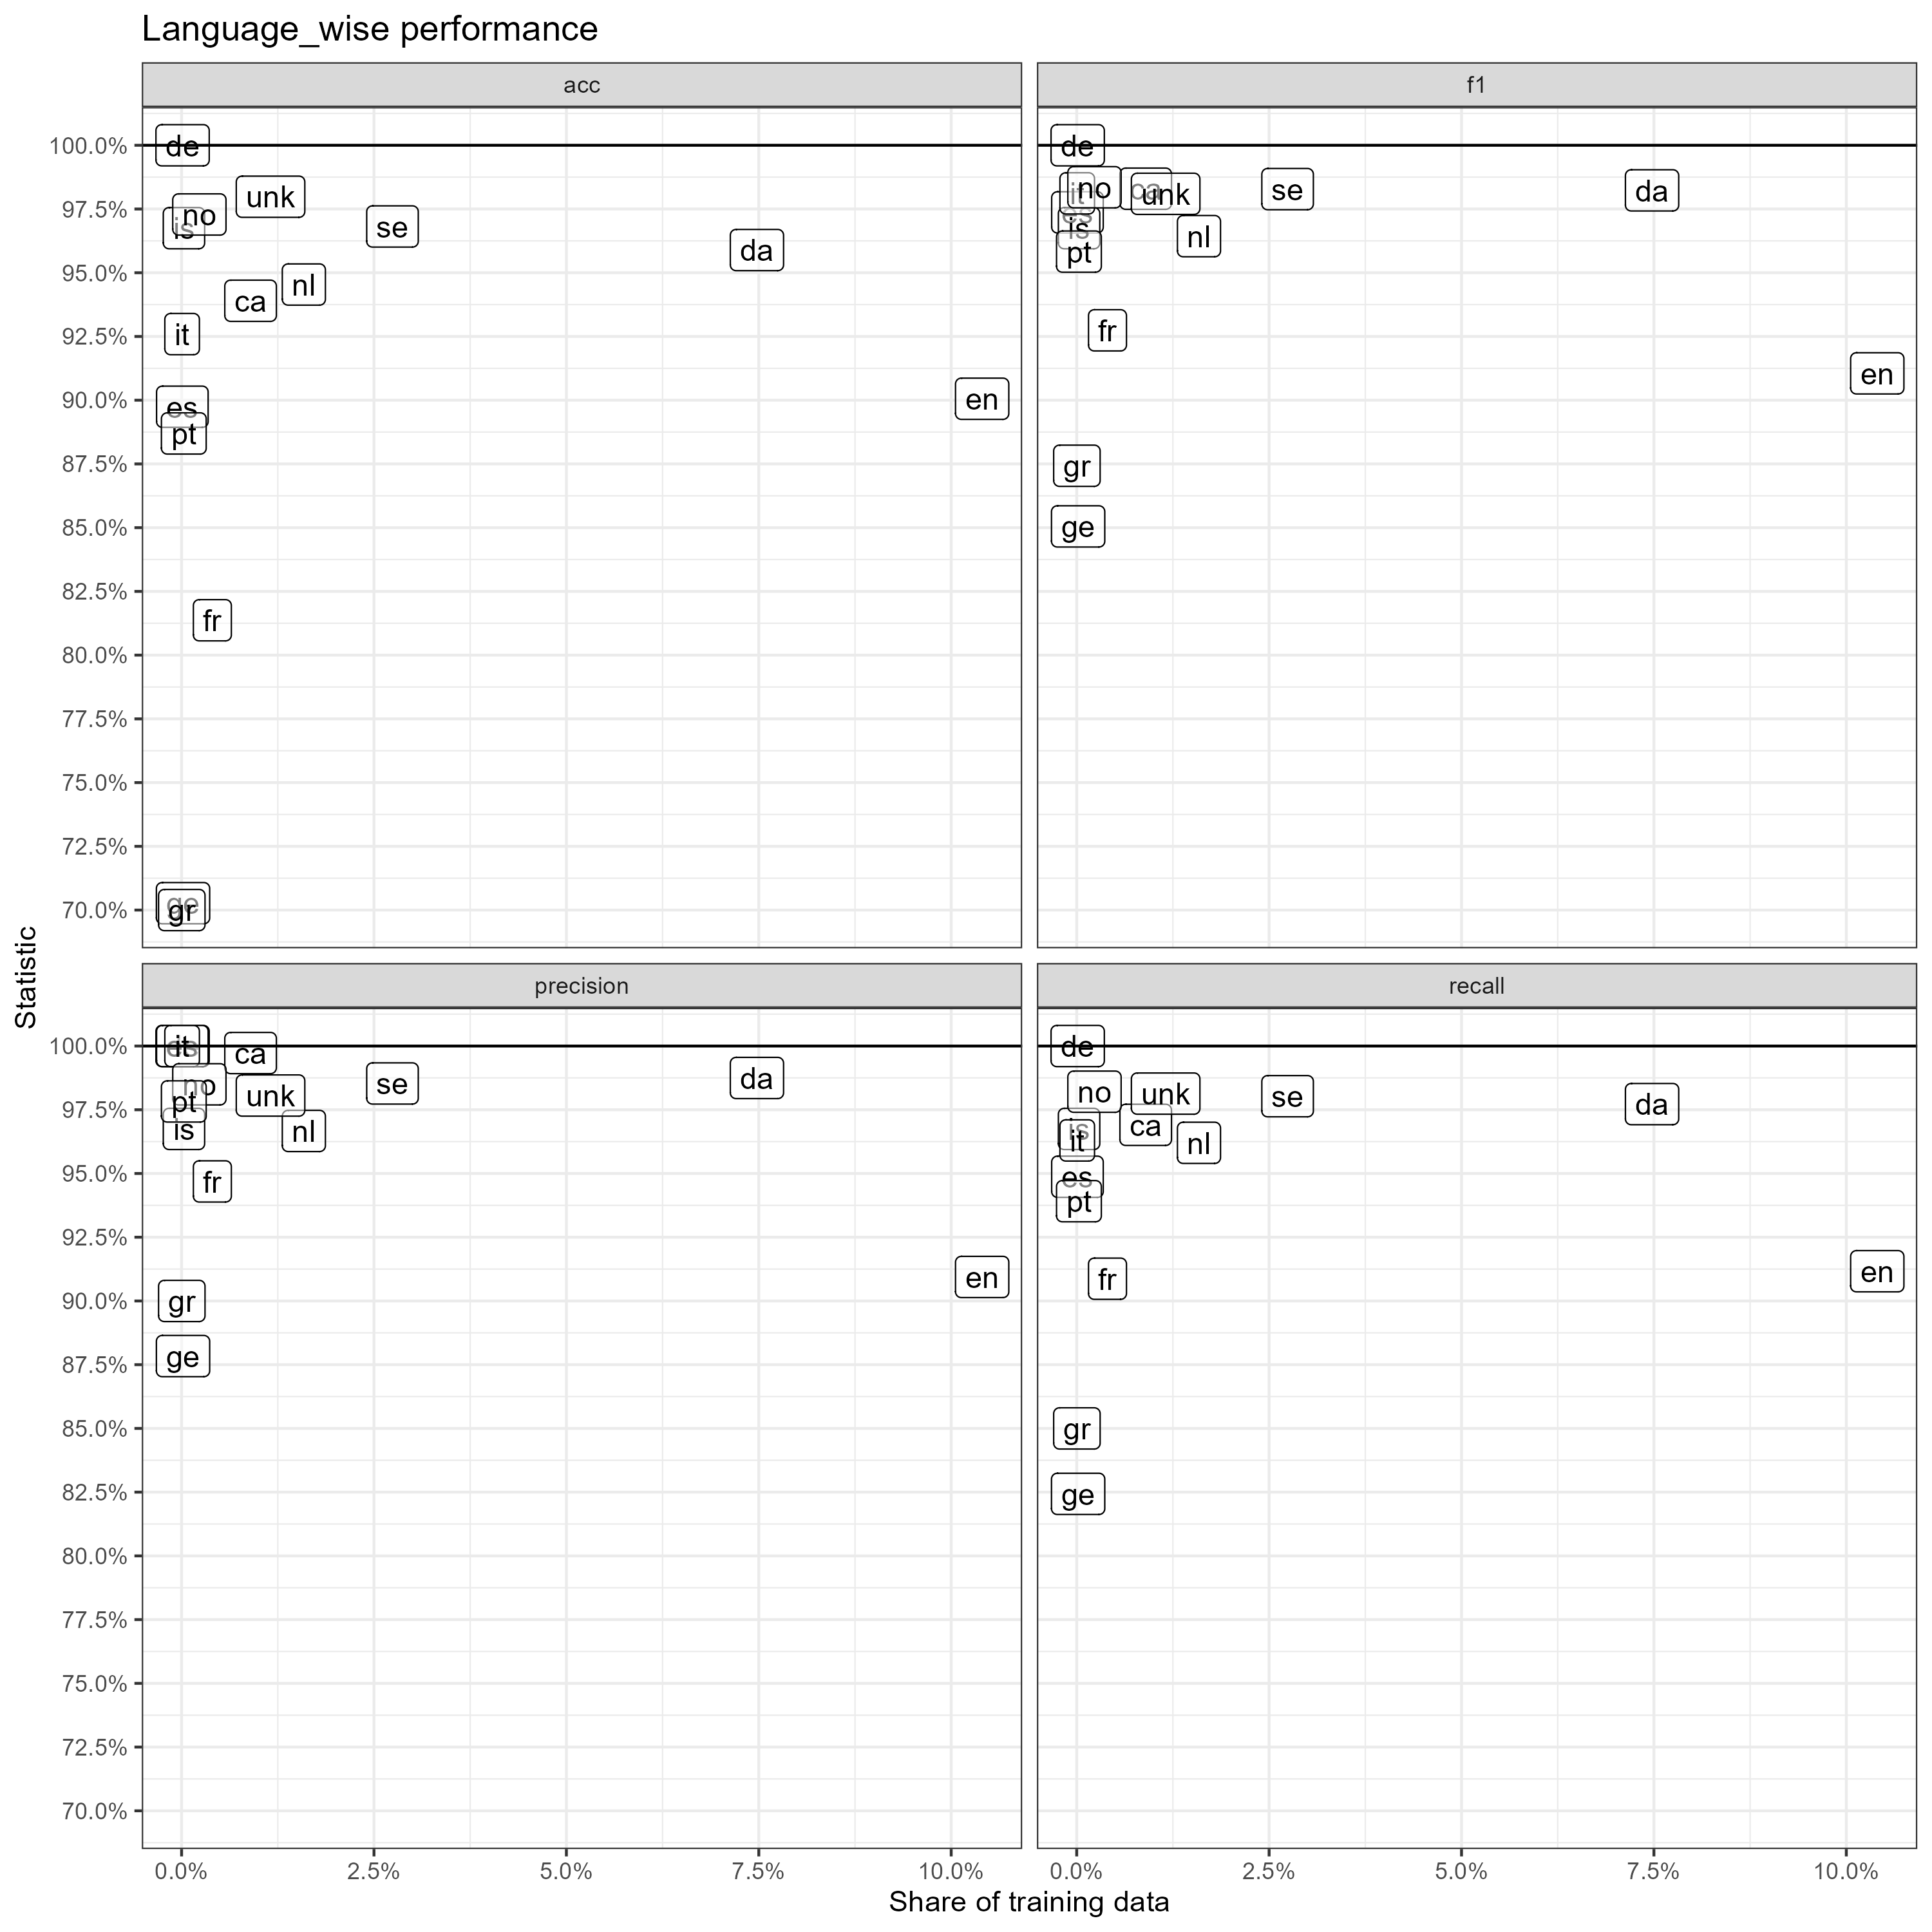 Language_wise performance
acc
f1
100.0%
97.5%
95.0%
92.5%
90.0%
87.5%
85.0%
82.5%
80.0%
77.5%
75.0%
72.5%
70.0%
de
unk
no
is
se
da
nl
ca
it
es
en
pt
fr
ge
gr
de
it
no
ca
unk
se
da
es
is
nl
pt
fr
en
gr
ge
Statistic
precision
recall
100.0%
97.5%
95.0%
92.5%
90.0%
87.5%
85.0%
82.5%
80.0%
77.5%
75.0%
72.5%
70.0%
it
ca
no
se
da
pt
unk
is
nl
fr
en
gr
ge
de
no
unk
se
da
is
ca
it
nl
es
pt
fr
en
gr
ge
0.0%
2.5%
5.0%
7.5%
10.0%
0.0%
2.5%
5.0%
7.5%
10.0%
Share of training data